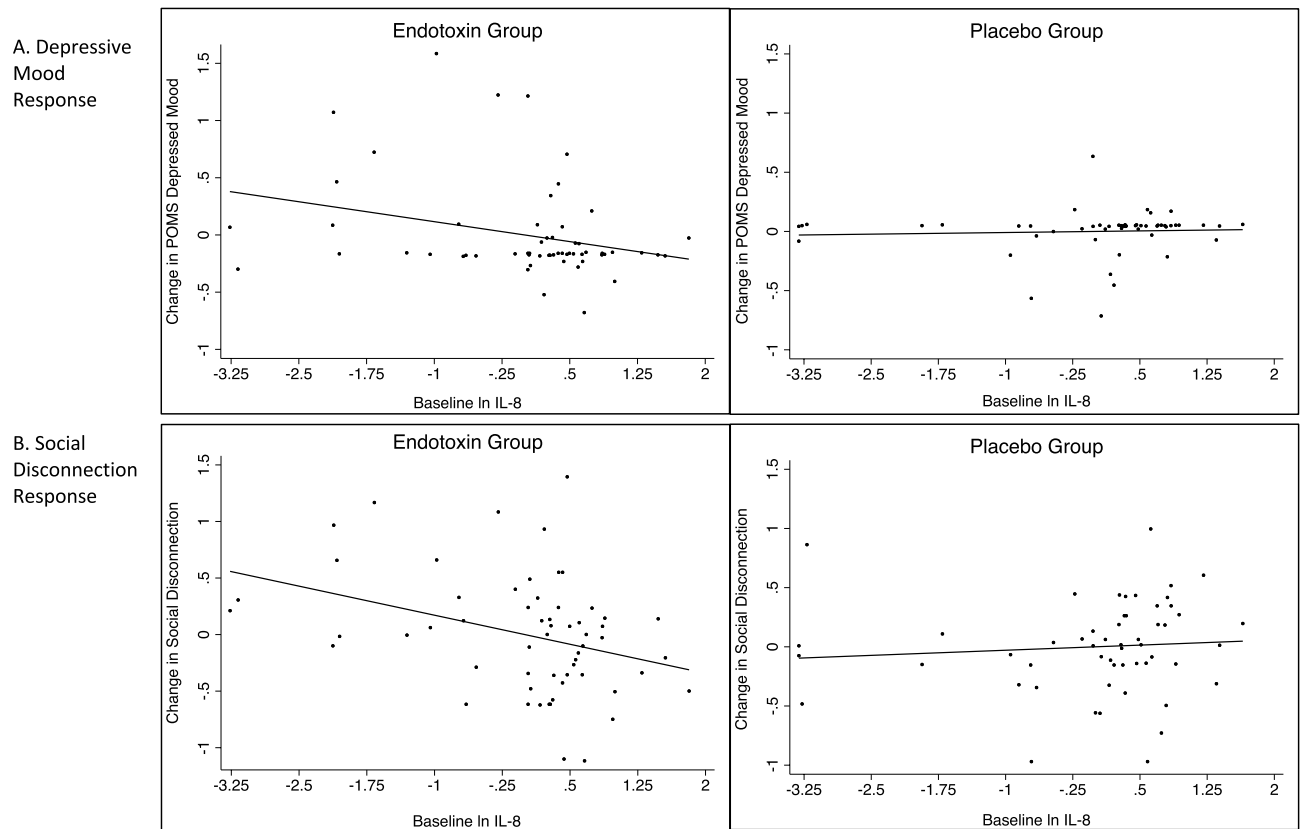 A. Depressive
Mood
Response
Endotoxin Group
Change in POMS Depressed Mood
1.5
1
.5
0
-.5
-1
-3.25 -2.5 -1.75 -1 -.25 .5 1.25 2
Baseline ln IL-8
Placebo Group
Change in POMS Depressed Mood
1.5
1
.5
0
-.5
-1
-3.25 -2.5 -1.75 -1 -.25 .5 1.25 2
Baseline ln IL-8
B. Social
Disconnection
Response
Endotoxin Group
Change in Social Disconnection
1.5
1
.5
0
-.5
-1
-3.25 -2.5 -1.75 -1 -.25 .5 1.25 2
Baseline ln IL-8
Placebo Group
Change in Social Disconnection
1.5
1
.5
0
-.5
-1
-3.25 -2.5 -1.75 -1 -.25 .5 1.25 2
Baseline ln IL-8